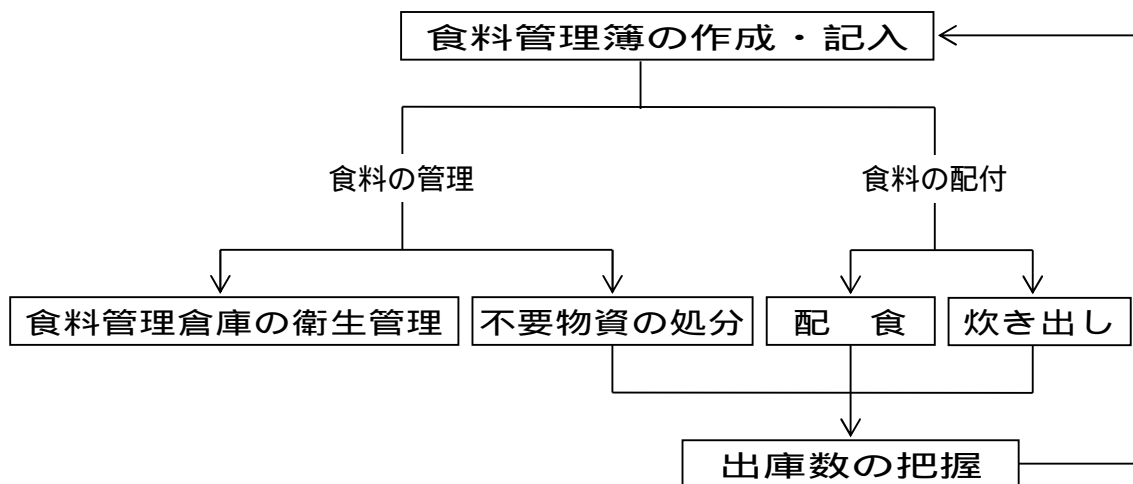 食料管理簿の作成・記入
食料の管理
食料の配付
食料管理倉庫の衛生管理
不要物資の処分
配　食
炊き出し
出庫数の把握